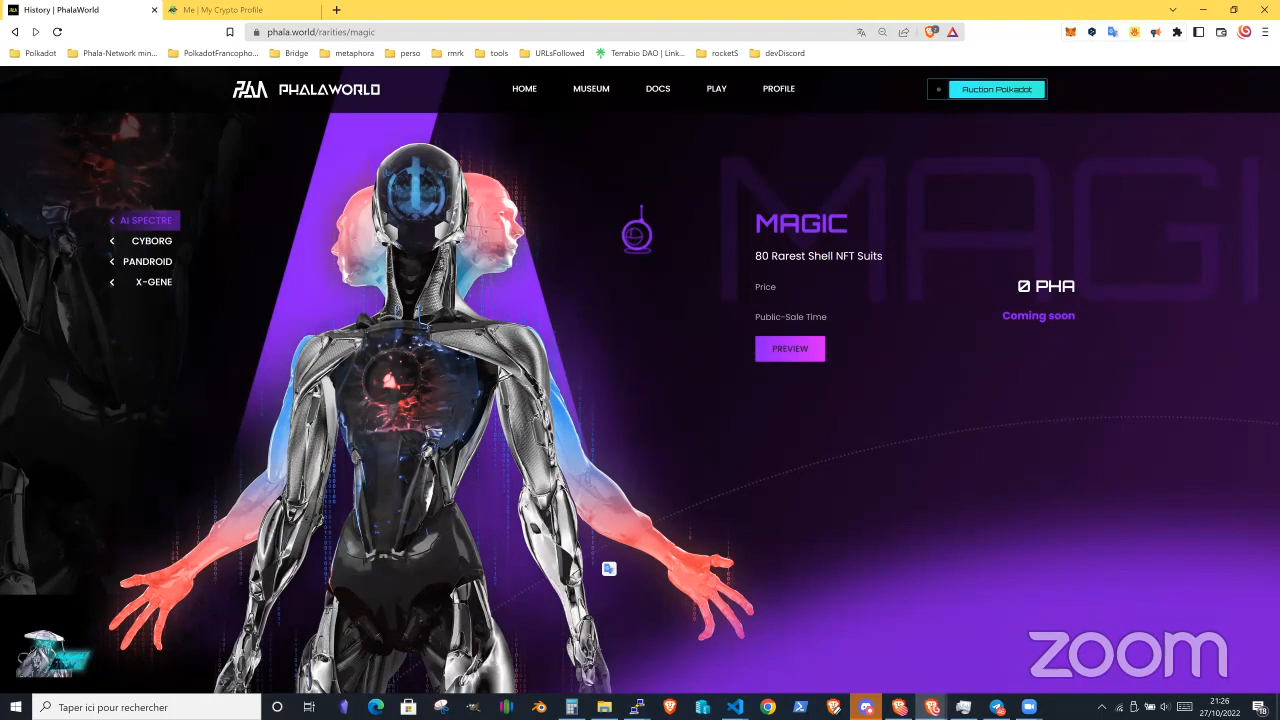 History | PhalaWorld
Me | My Crypto Profile
phala.world/rarities/magic
Polkadot
Phala-Network min...
PolkadotFrancopho...
Bridge
metaphora
perso
rmrk
tools
URLsFollowed
Terrabio DAO | Link...
rocketS
devDiscord
PHALAWORLD
HOME
MUSEUM
DOCS
PLAY
PROFILE
Auction Polkadot
MAGIC
AI SPECTRE
CYBORG
PANDROID
X-GENE
MAGIC
80 Rarest Shell NFT Suits
Price
0 PHA
Public-Sale Time
Coming soon
PREVIEW
zoom
Taper ici pour rechercher
21:26
27/10/2022